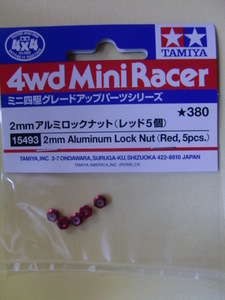 4x4
TAMIYA
4wd Mini Racer
ミニ四駆グレードアップパーツシリーズ
★380
2mmアルミロックナット(レッド5個)
15493 2mm Aluminum Lock Nut (Red, 5pcs.)
TAMIYA, INC. 3-7 ONDAWARA, SURUGA-KU, SHIZUOKA 422-8610 JAPAN
TAMIYA AMERICA, INC. IRVINE, CA